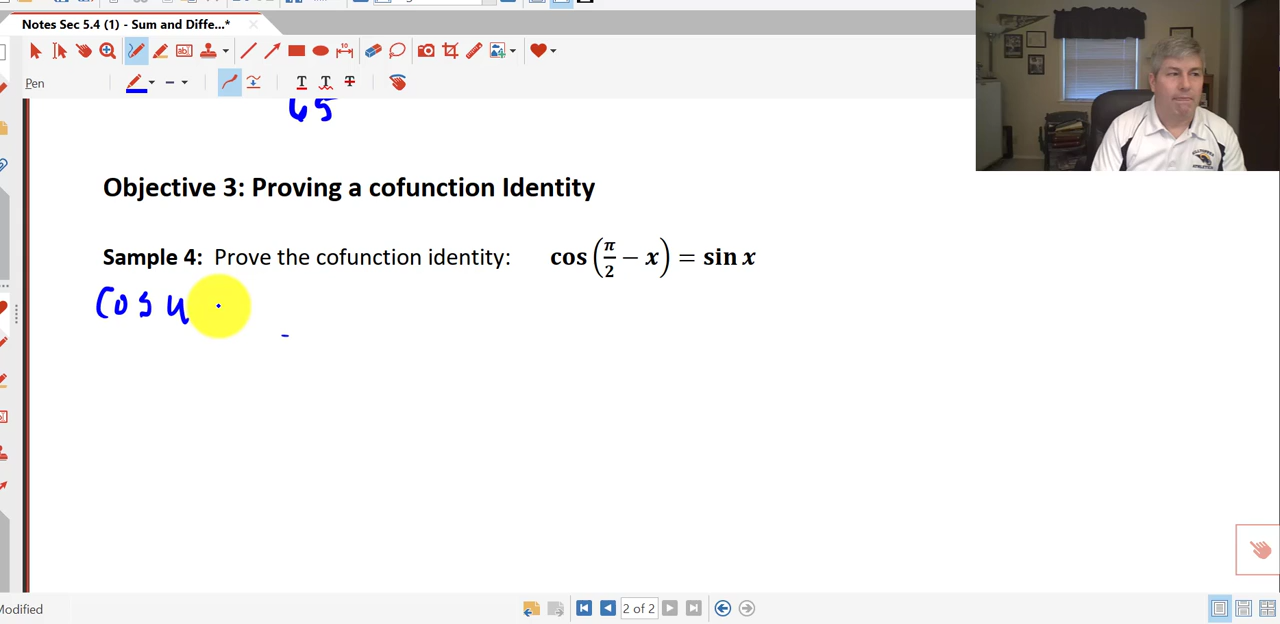 Notes Sec 5.4 (1) - Sum and Differe...*
Pen
65
Objective 3: Proving a cofunction Identity
Sample 4: Prove the cofunction identity: cos(π/2 − x) = sin x
Cos u
Modified
2 of 2